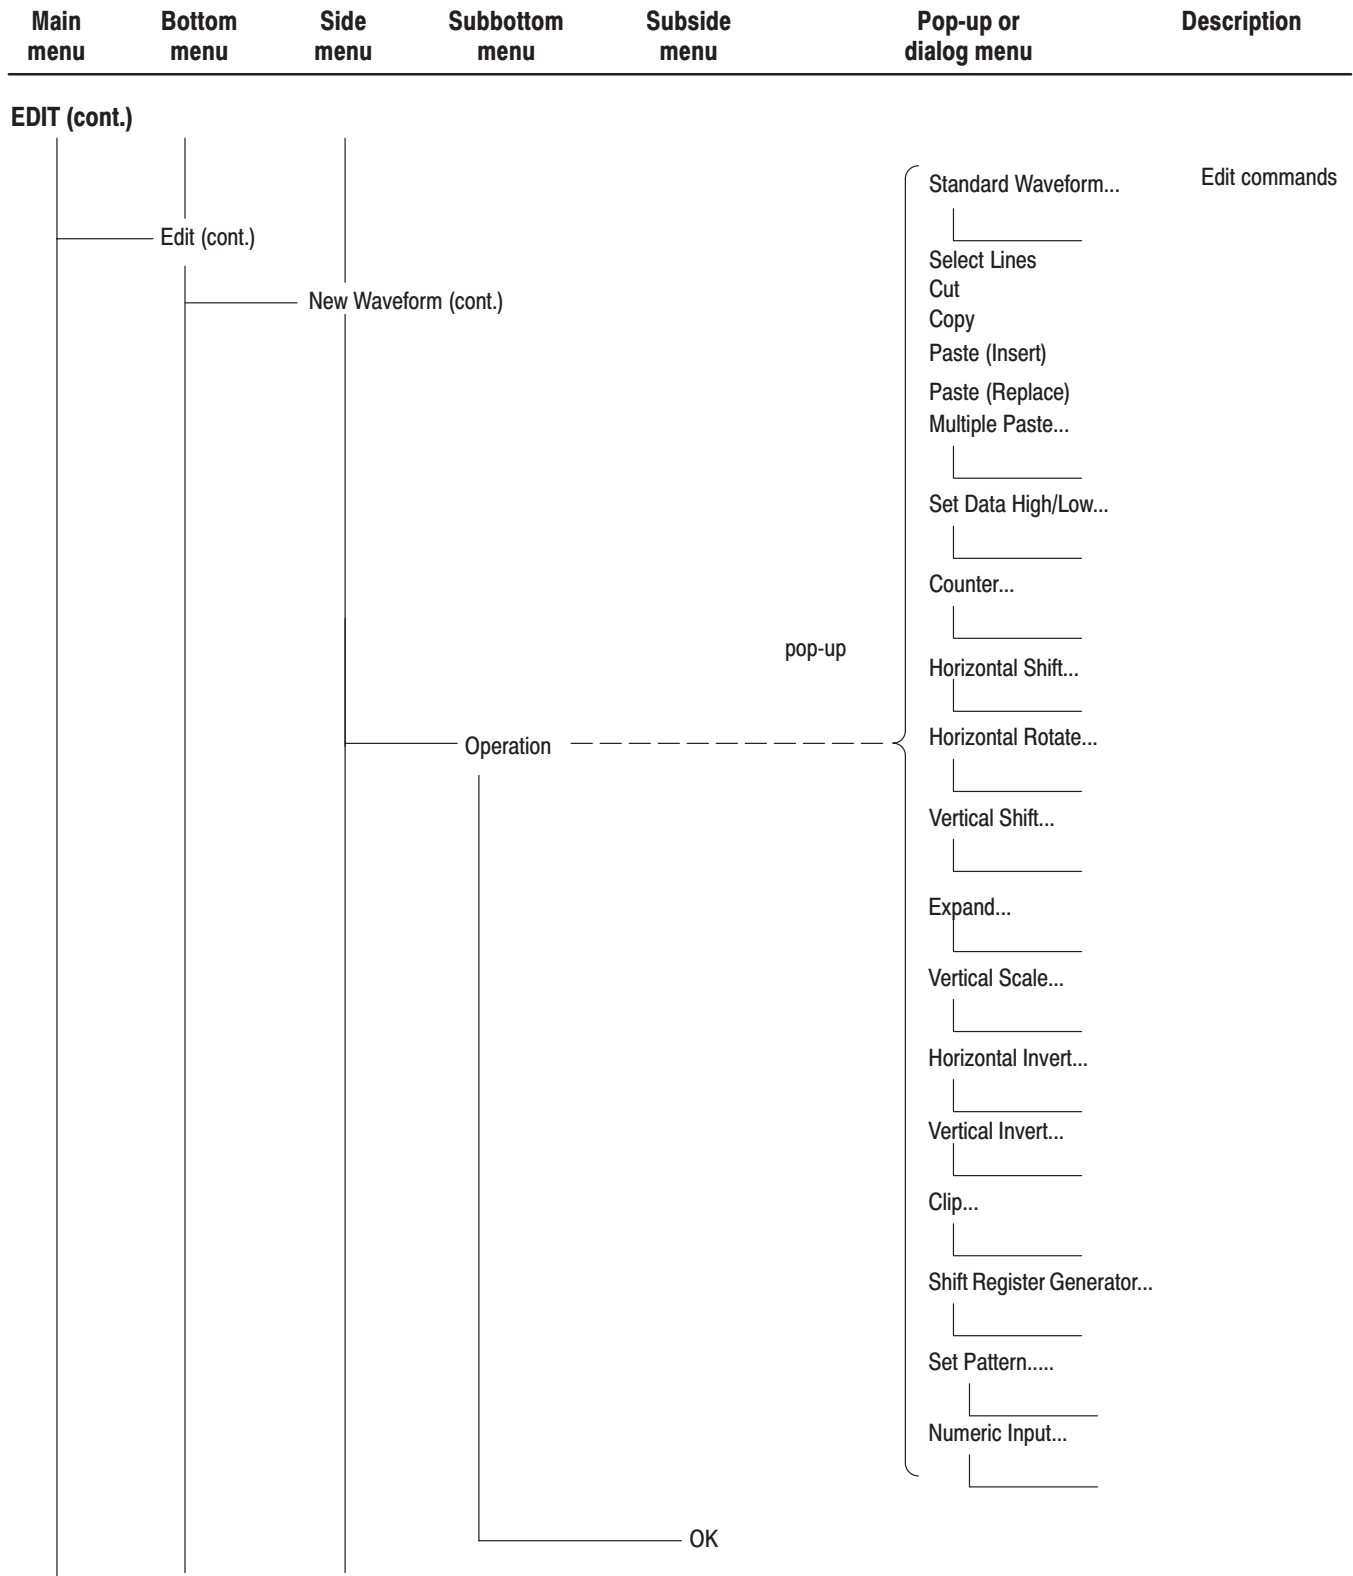 Main menu
Bottom menu
Side menu
Subbottom menu
Subside menu
Pop-up or dialog menu
Description
EDIT (cont.)
Standard Waveform...
Edit commands
Edit (cont.)
Select Lines
Cut
New Waveform (cont.)
Copy
Paste (Insert)
Paste (Replace)
Multiple Paste...
Set Data High/Low...
Counter...
pop-up
Horizontal Shift...
Operation
Horizontal Rotate...
Vertical Shift...
Expand...
Vertical Scale...
Horizontal Invert...
Vertical Invert...
Clip...
Shift Register Generator...
Set Pattern.....
Numeric Input...
OK